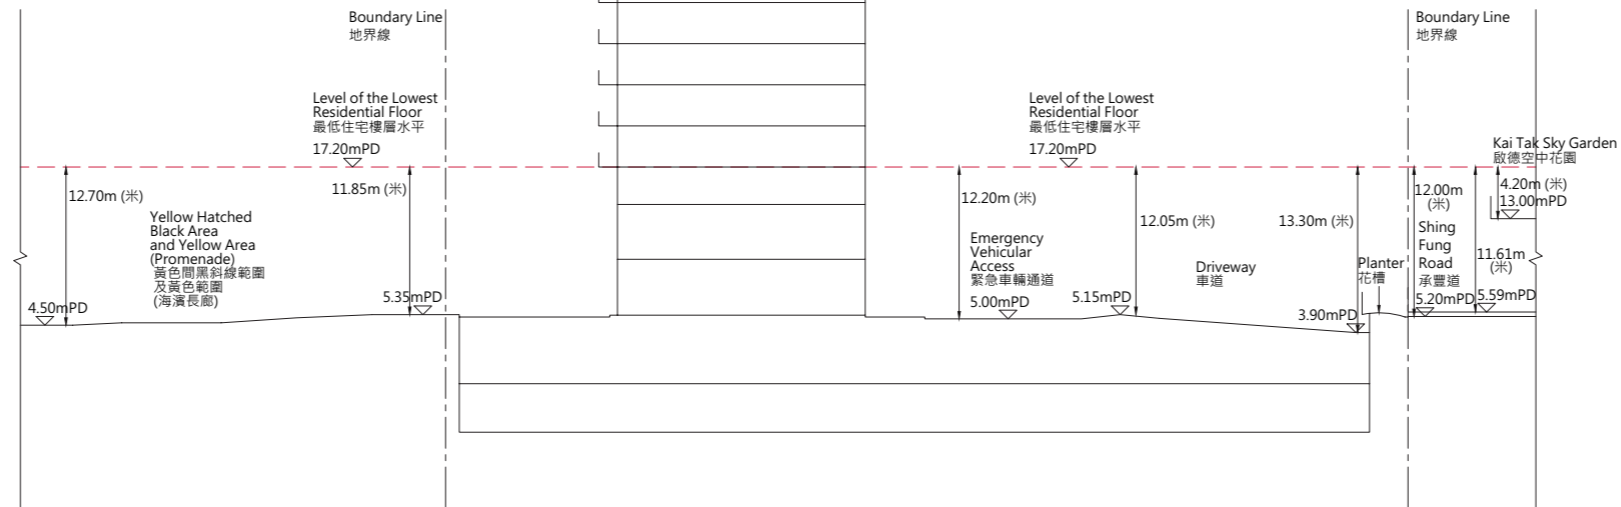 Boundary Line
地界線
Boundary Line
地界線
Level of the Lowest
Residential Floor
最低住宅樓層水平
17.20mPD
Level of the Lowest
Residential Floor
最低住宅樓層水平
17.20mPD
Kai Tak Sky Garden
啟德空中花園
12.70m (米)
11.85m (米)
12.20m (米)
12.05m (米)
13.30m (米)
12.00m
(米)
4.20m (米)
13.00mPD
Yellow Hatched
Black Area
and Yellow Area
(Promenade)
黃色間黑斜線範圍
及黃色範圍
(海濱長廊)
Emergency
Vehicular
Access
緊急車輛通道
5.00mPD
Driveway
車道
Planter
花槽
Shing
Fung
Road
承豐道
5.20mPD
11.61m
(米)
5.59mPD
4.50mPD
5.35mPD
5.15mPD
3.90mPD